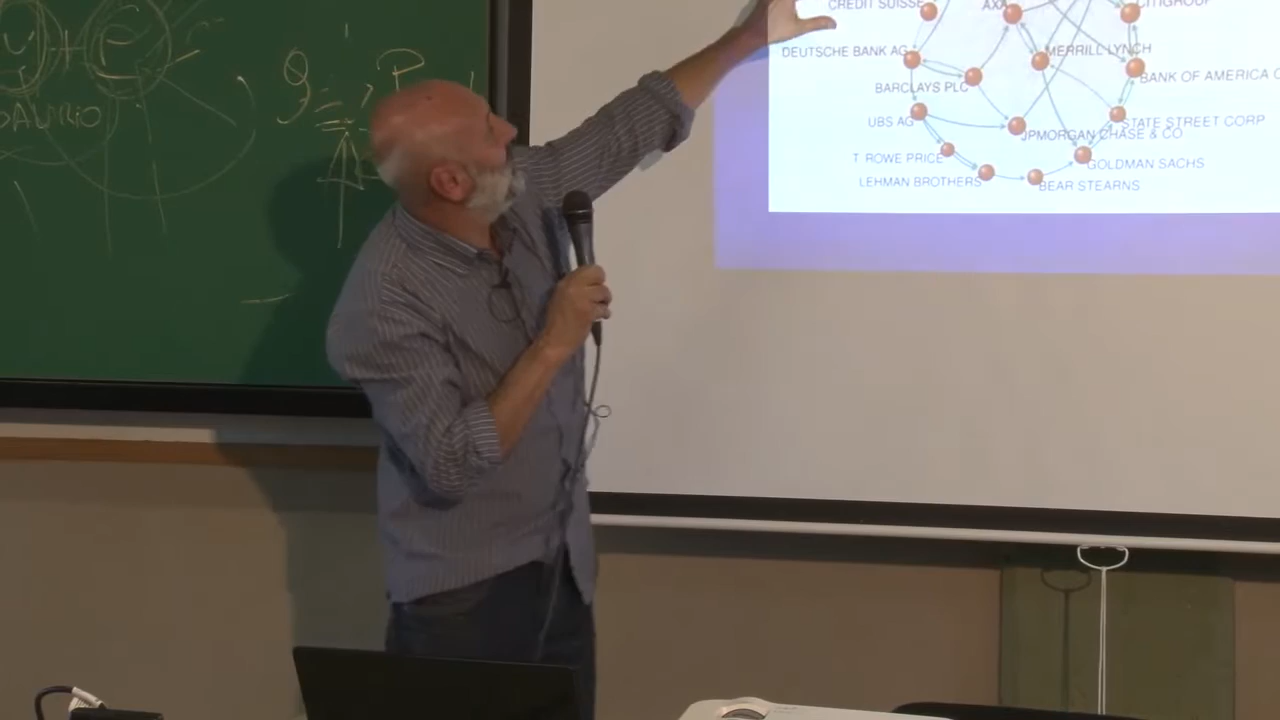 CREDIT SUISSE
AXA
CITIGROUP
DEUTSCHE BANK AG
MERRILL LYNCH
BANK OF AMERICA C
BARCLAYS PLC
UBS AG
STATE STREET CORP
JPMORGAN CHASE & CO
T ROWE PRICE
GOLDMAN SACHS
LEHMAN BROTHERS
BEAR STEARNS